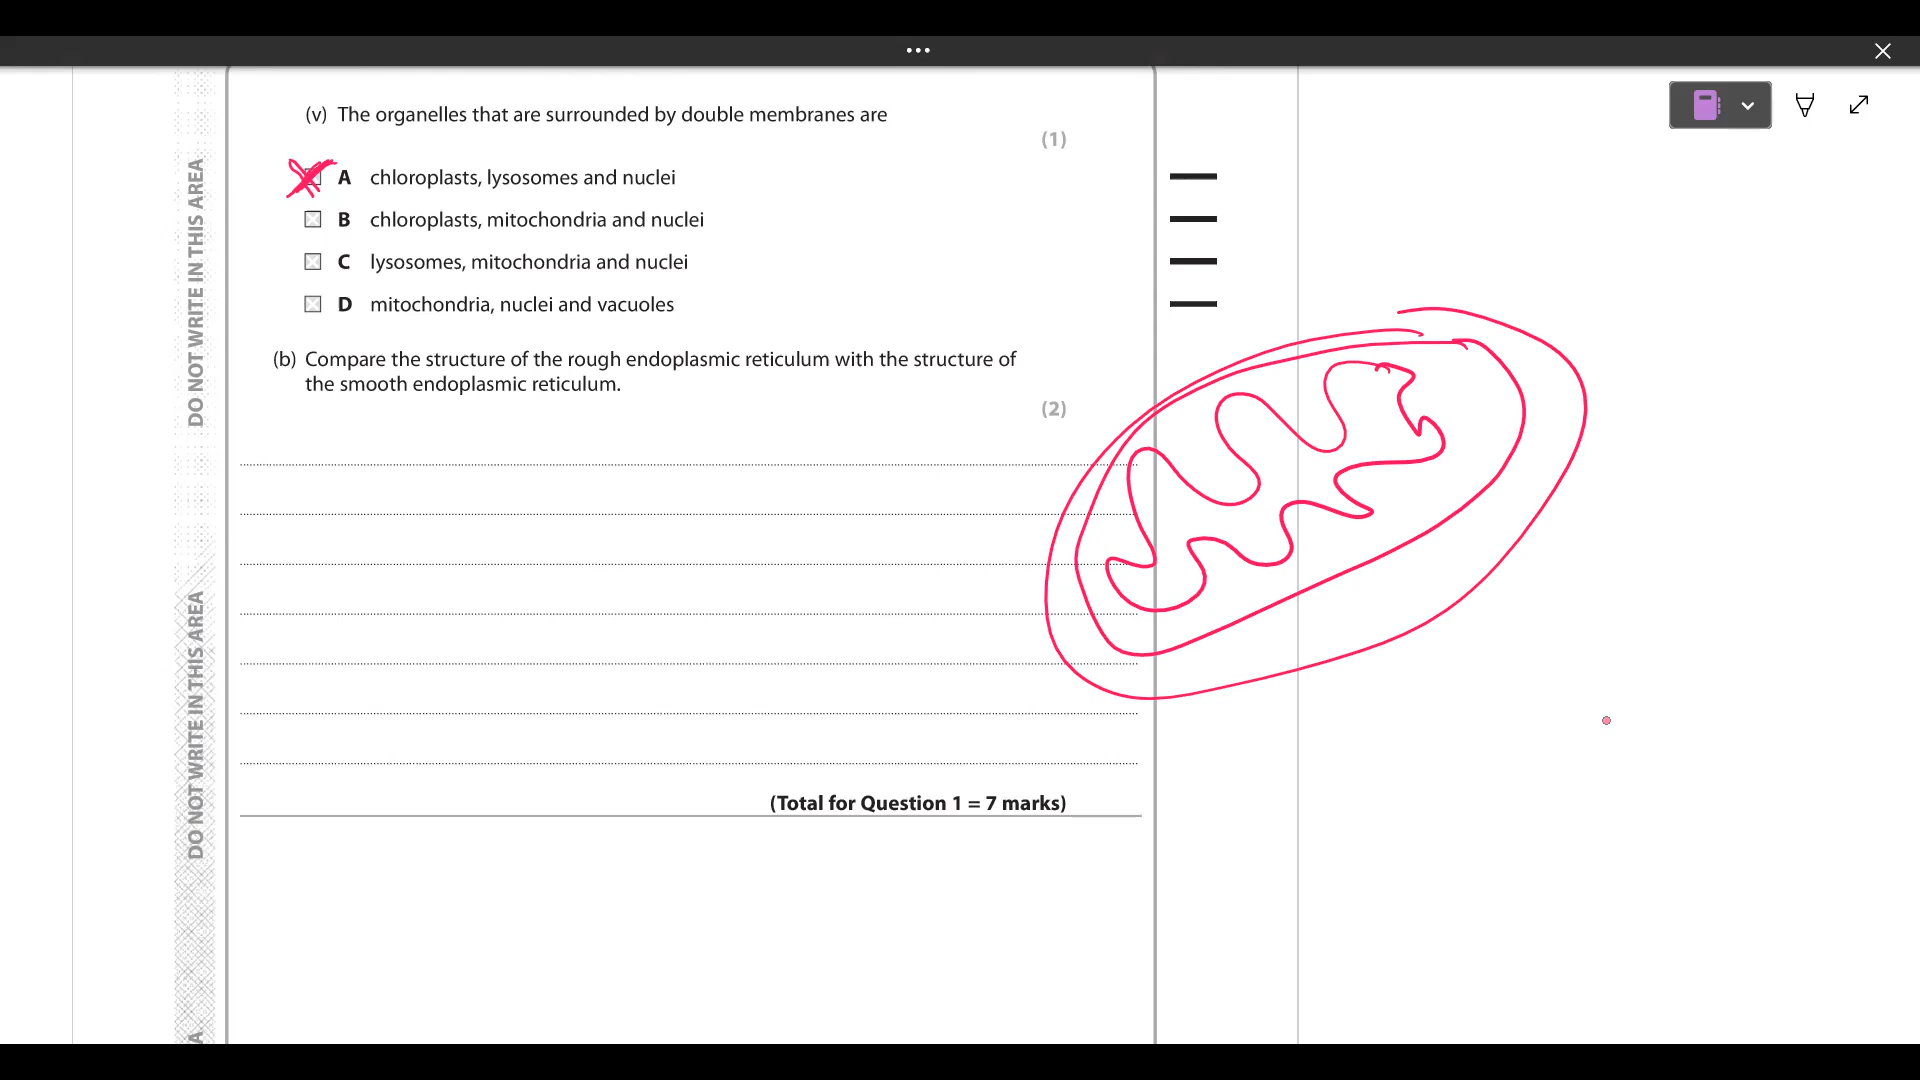 (v) The organelles that are surrounded by double membranes are
(1)
A chloroplasts, lysosomes and nuclei
B chloroplasts, mitochondria and nuclei
C lysosomes, mitochondria and nuclei
D mitochondria, nuclei and vacuoles
(b) Compare the structure of the rough endoplasmic reticulum with the structure of
the smooth endoplasmic reticulum.
(2)
(Total for Question 1 = 7 marks)
DO NOT WRITE IN THIS AREA
DO NOT WRITE IN THIS AREA
A